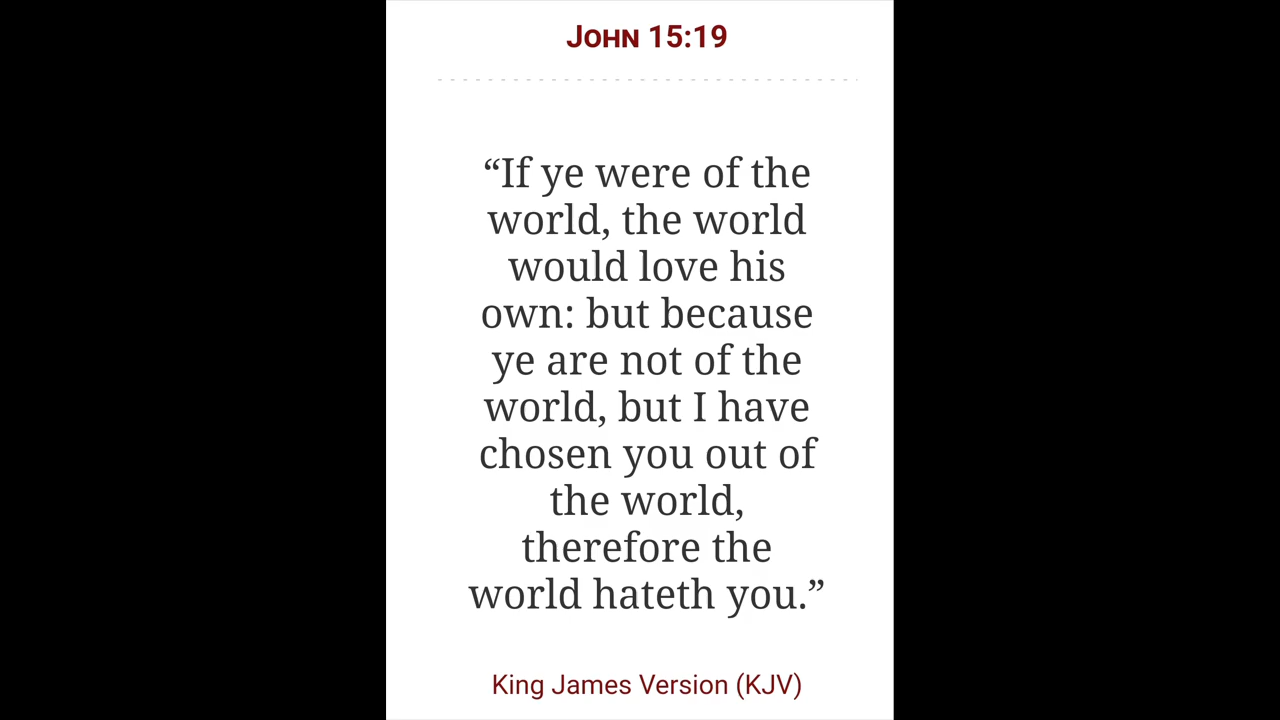 John 15:19
“If ye were of the
world, the world
would love his
own: but because
ye are not of the
world, but I have
chosen you out of
the world,
therefore the
world hateth you.”
King James Version (KJV)